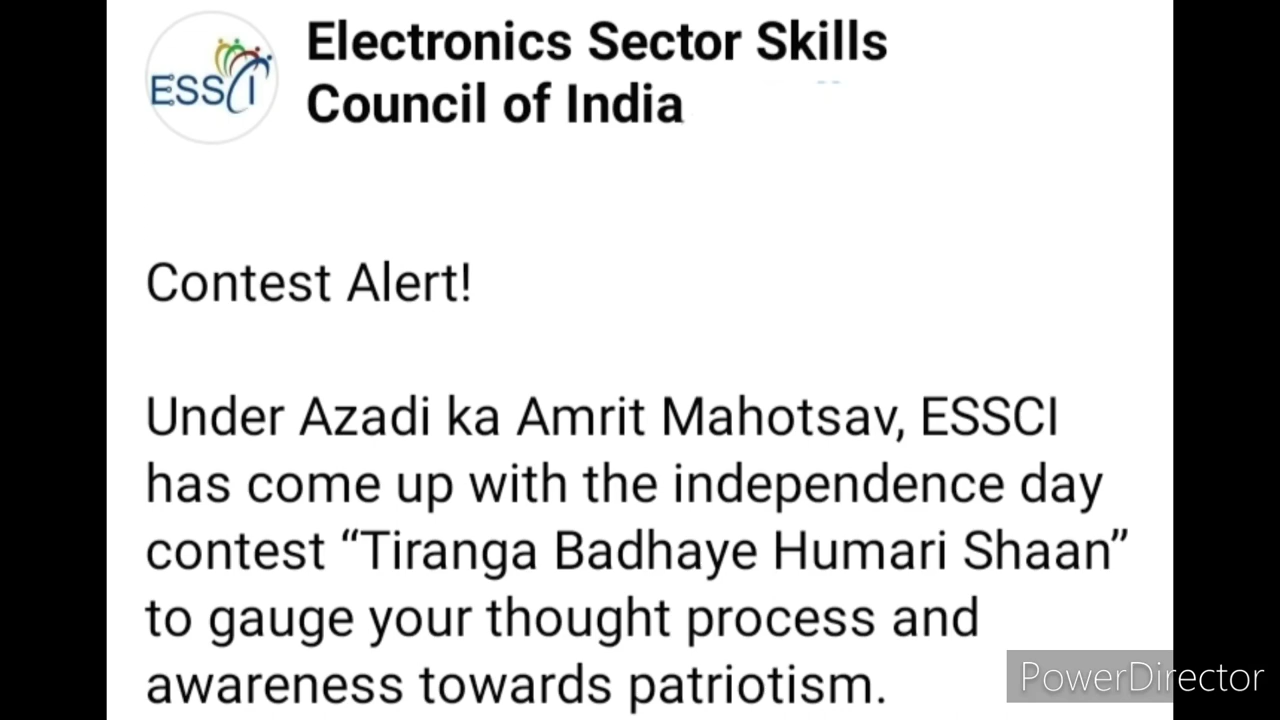 ESSCI
Electronics Sector Skills
Council of India
Contest Alert!
Under Azadi ka Amrit Mahotsav, ESSCI
has come up with the independence day
contest “Tiranga Badhaye Humari Shaan”
to gauge your thought process and
awareness towards patriotism.
PowerDirector